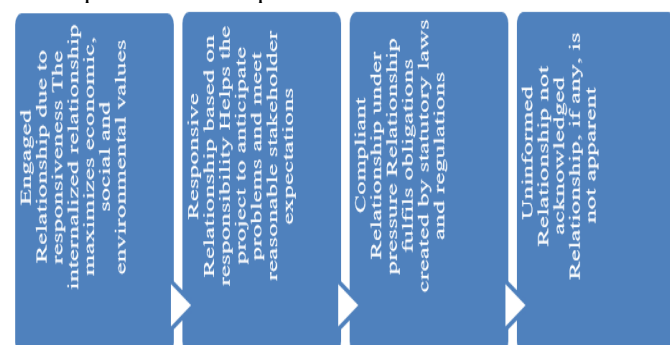 Engaged
Relationship due to
responsiveness The
internalized relationship
maximizes economic,
social and
environmental values
Responsive
Relationship based on
responsibility Helps the
project to anticipate
problems and meet
reasonable stakeholder
expectations
Compliant
Relationship under
pressure Relationship
fulfils obligations
created by statutory laws
and regulations
Uninformed
Relationship not
acknowledged
Relationship, if any, is
not apparent